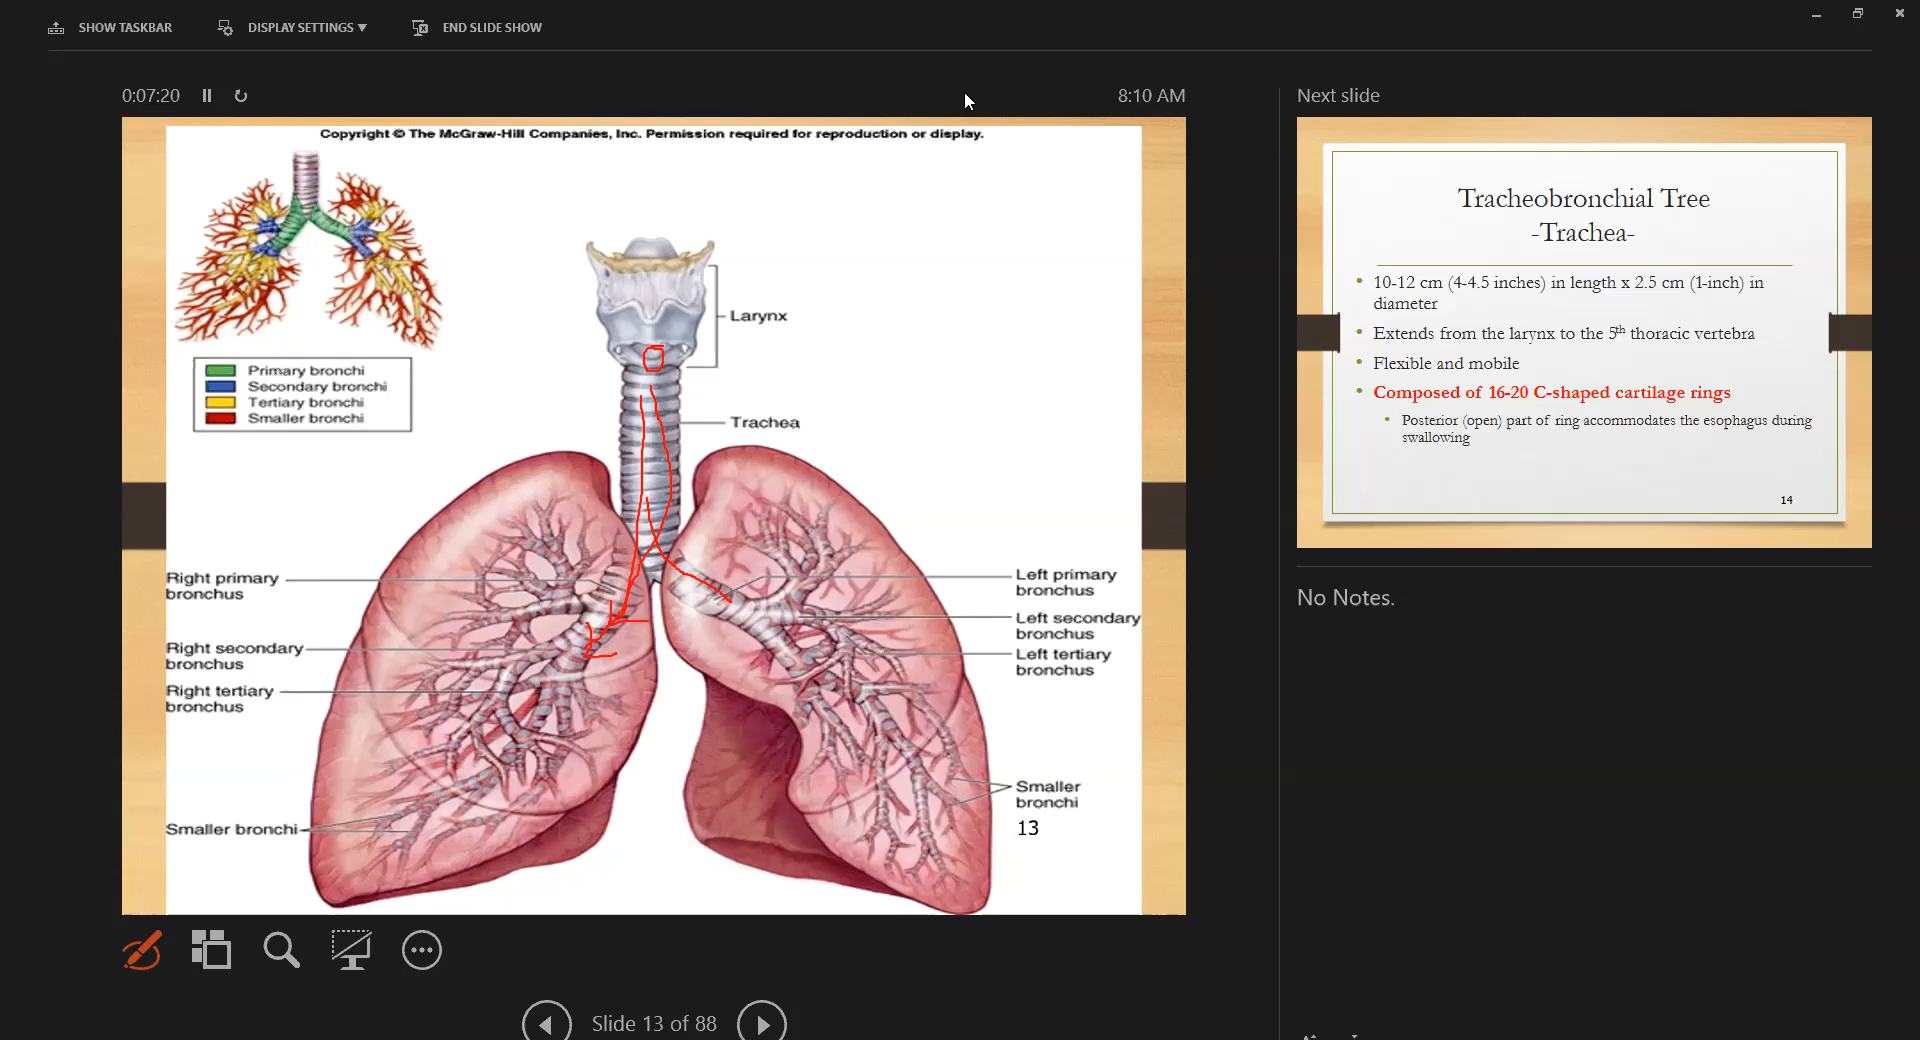 SHOW TASKBAR
DISPLAY SETTINGS ▼
END SLIDE SHOW
0:07:20
8:10 AM
Copyright © The McGraw-Hill Companies, Inc. Permission required for reproduction or display.
Primary bronchi
Secondary bronchi
Tertiary bronchi
Smaller bronchi
Larynx
Trachea
Right primary
bronchus
Right secondary
bronchus
Right tertiary
bronchus
Smaller bronchi
Left primary
bronchus
Left secondary
bronchus
Left tertiary
bronchus
Smaller
bronchi
13
Slide 13 of 88
Next slide
Tracheobronchial Tree
-Trachea-
• 10-12 cm (4-4.5 inches) in length x 2.5 cm (1-inch) in
diameter
• Extends from the larynx to the 5th thoracic vertebra
• Flexible and mobile
• Composed of 16-20 C-shaped cartilage rings
• Posterior (open) part of ring accommodates the esophagus during
swallowing
14
No Notes.